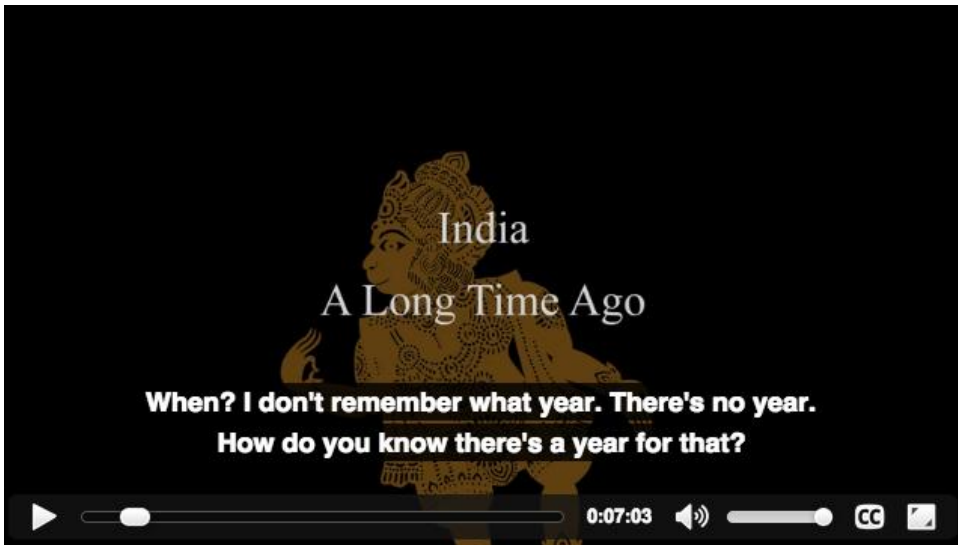 India
A Long Time Ago
When? I don't remember what year. There's no year.
How do you know there's a year for that?
0:07:03
CC